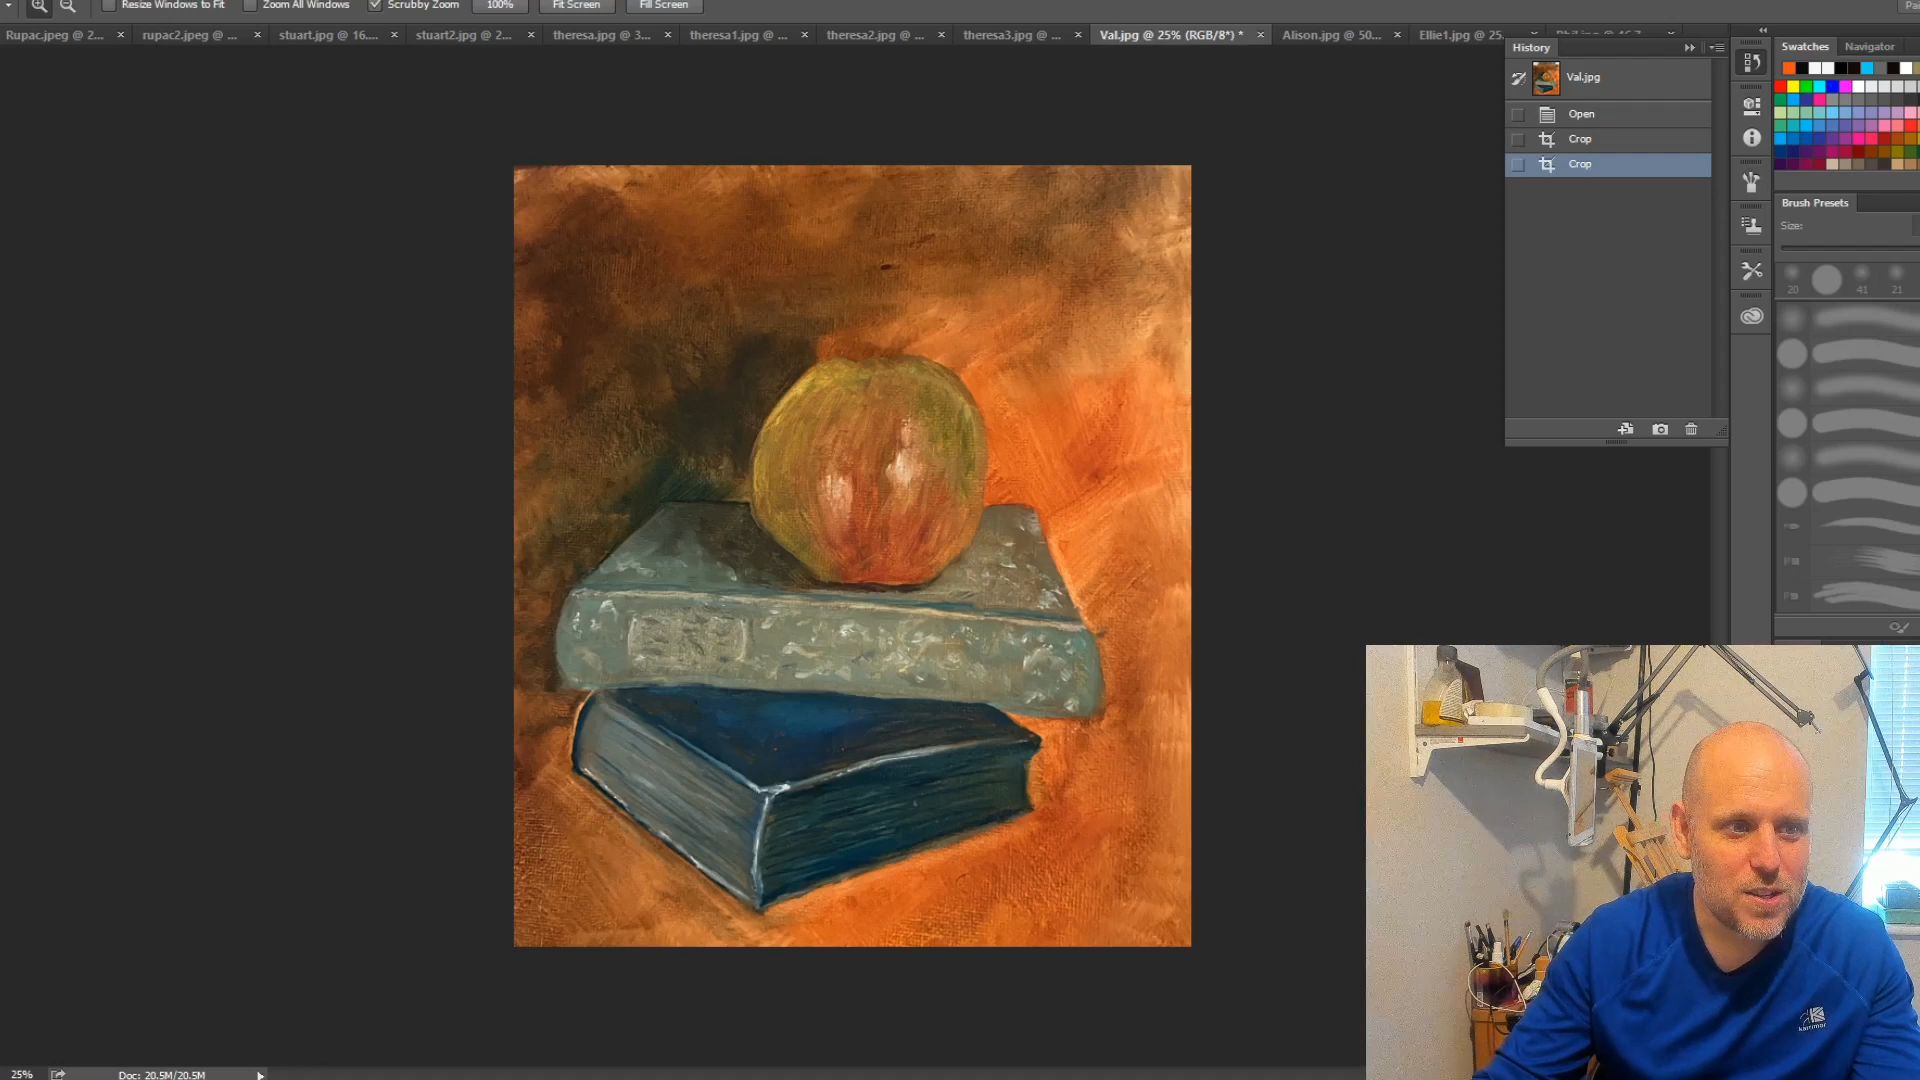 Resize Windows to Fit Zoom All Windows Scrubby Zoom 100% Fit Screen Fill Screen
Rupac.jpeg @ 2... rupac2.jpeg @ ... stuart.jpg @ 16.... stuart2.jpg @ 2... theresa.jpg @ 3... theresa1.jpg @ ... theresa2.jpg @ ... theresa3.jpg @ ... Val.jpg @ 25% (RGB/8*) * Alison.jpg @ 50... Ellie1.jpg @ 25...
History
Val.jpg
Open
Crop
Crop
Swatches Navigator
Brush Presets
Size:
20 41 21
karrimor
25% Doc: 20.5M/20.5M